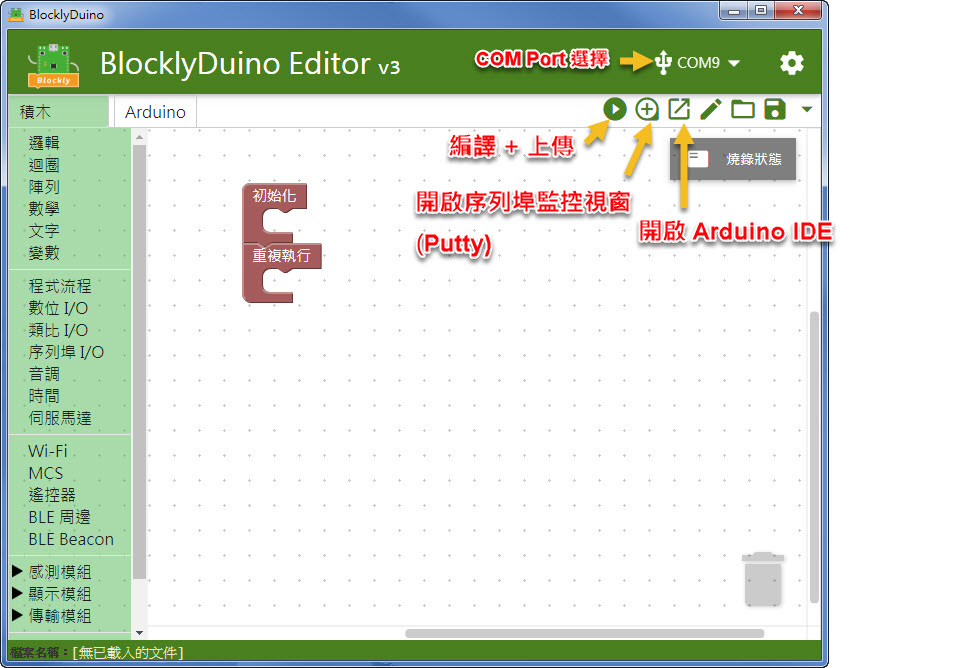 BlocklyDuino
Blockly
BlocklyDuino Editor v3
COM Port 選擇
COM9
積木
Arduino
編譯 + 上傳
燒錄狀態
開啟序列埠監控視窗
(Putty)
開啟 Arduino IDE
初始化
重複執行
邏輯
迴圈
陣列
數學
文字
變數
程式流程
數位 I/O
類比 I/O
序列埠 I/O
音調
時間
伺服馬達
Wi-Fi
MCS
遙控器
BLE 周邊
BLE Beacon
感測模組
顯示模組
傳輸模組
檔案名稱：[無已載入的文件]